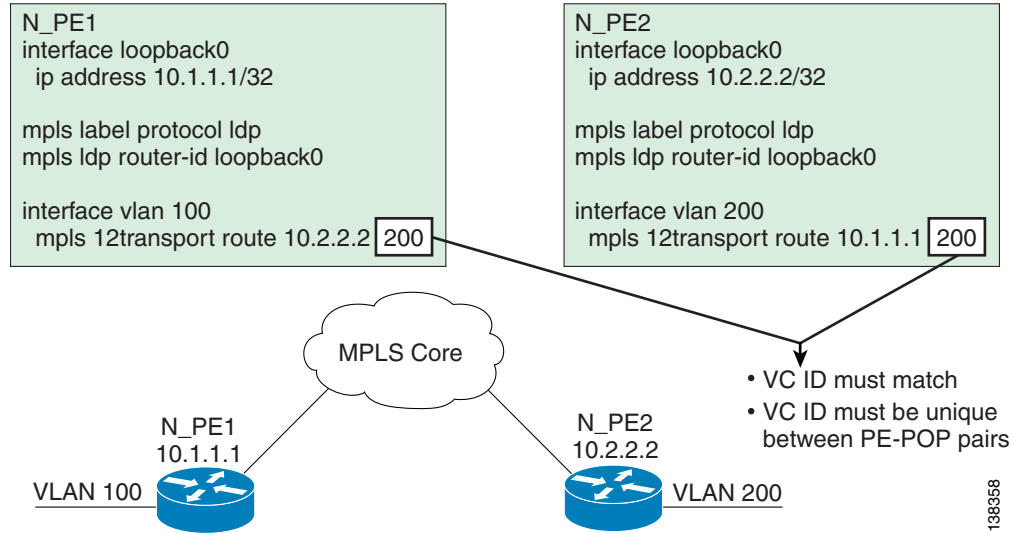 N_PE1
interface loopback0
ip address 10.1.1.1/32
mpls label protocol ldp
mpls ldp router-id loopback0
interface vlan 100
mpls 12transport route 10.2.2.2 200
N_PE2
interface loopback0
ip address 10.2.2.2/32
mpls label protocol ldp
mpls ldp router-id loopback0
interface vlan 200
mpls 12transport route 10.1.1.1 200
MPLS Core
• VC ID must match
• VC ID must be unique
between PE-POP pairs
N_PE1
10.1.1.1
N_PE2
10.2.2.2
VLAN 100
VLAN 200
138358